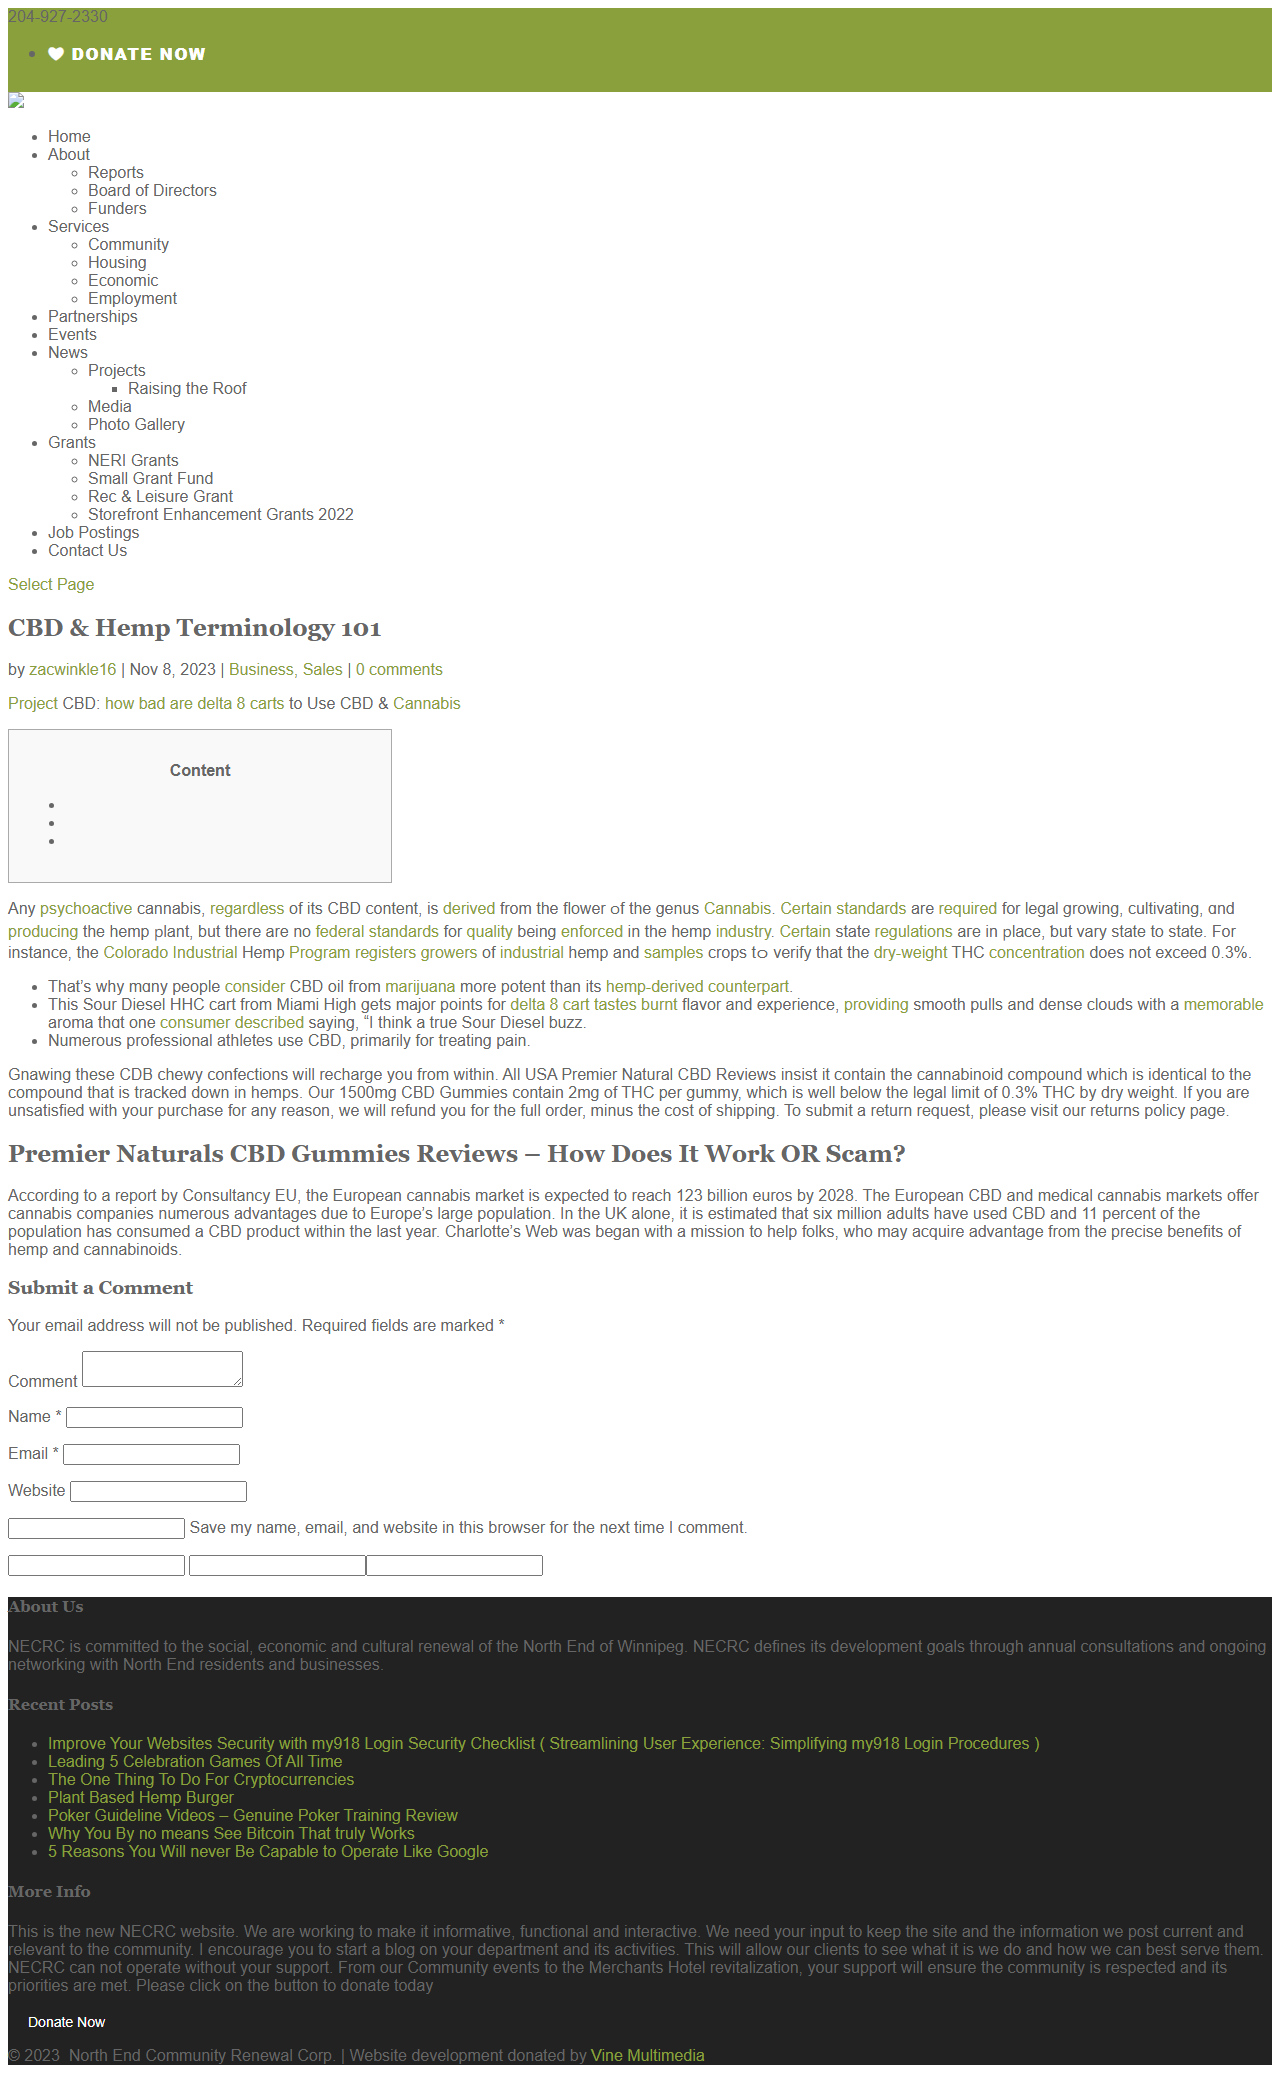 204-927-2330
DONATE NOW
Home
About
Reports
Board of Directors
Funders
Services
Community
Housing
Economic
Employment
Partnerships
Events
News
Projects
Raising the Roof
Media
Photo Gallery
Grants
NERI Grants
Small Grant Fund
Rec & Leisure Grant
Storefront Enhancement Grants 2022
Job Postings
Contact Us
Select Page
CBD & Hemp Terminology 101
by zacwinkle16 | Nov 8, 2023 | Business, Sales | 0 comments
Project CBD: how bad are delta 8 carts to Use CBD & Cannabis
Content
Any psychoactive cannabis, regardless of its CBD content, is derived from the flower of the genus Cannabis. Certain standards are required for legal growing, cultivating, ɑnd
producing the hemp plant, but there are no federal standards for quality being enforced in the hemp industry. Certain state regulations are in place, but vary state to state. For
instance, the Colorado Industrial Hemp Program registers growers of industrial hemp and samples crops to verify that the dry-weight THC concentration does not exceed 0.3%.
That’s why mɑny people consider CBD oil from marijuana more potent than its hemp-derived counterpart.
This Sour Diesel HHC cart from Miami High gets major points for delta 8 cart tastes burnt flavor and experience, providing smooth pulls and dense clouds with a memorable
aroma that one consumer described saying, “I think a true Sour Diesel buzz.
Numerous professional athletes use CBD, primarily for treating pain.
Gnawing these CDB chewy confections will recharge you from within. All USA Premier Natural CBD Reviews insist it contain the cannabinoid compound which is identical to the
compound that is tracked down in hemps. Our 1500mg CBD Gummies contain 2mg of THC per gummy, which is well below the legal limit of 0.3% THC by dry weight. If you are
unsatisfied with your purchase for any reason, we will refund you for the full order, minus the cost of shipping. To submit a return request, please visit our returns policy page.
Premier Naturals CBD Gummies Reviews – How Does It Work OR Scam?
According to a report by Consultancy EU, the European cannabis market is expected to reach 123 billion euros by 2028. The European CBD and medical cannabis markets offer
cannabis companies numerous advantages due to Europe’s large population. In the UK alone, it is estimated that six million adults have used CBD and 11 percent of the
population has consumed a CBD product within the last year. Charlotte’s Web was began with a mission to help folks, who may acquire advantage from the precise benefits of
hemp and cannabinoids.
Submit a Comment
Your email address will not be published. Required fields are marked *
Comment
Name *
Email *
Website
Save my name, email, and website in this browser for the next time I comment.
About Us
NECRC is committed to the social, economic and cultural renewal of the North End of Winnipeg. NECRC defines its development goals through annual consultations and ongoing
networking with North End residents and businesses.
Recent Posts
Improve Your Websites Security with my918 Login Security Checklist ( Streamlining User Experience: Simplifying my918 Login Procedures )
Leading 5 Celebration Games Of All Time
The One Thing To Do For Cryptocurrencies
Plant Based Hemp Burger
Poker Guideline Videos – Genuine Poker Training Review
Why You By no means See Bitcoin That truly Works
5 Reasons You Will never Be Capable to Operate Like Google
More Info
This is the new NECRC website. We are working to make it informative, functional and interactive. We need your input to keep the site and the information we post current and
relevant to the community. I encourage you to start a blog on your department and its activities. This will allow our clients to see what it is we do and how we can best serve them.
NECRC can not operate without your support. From our Community events to the Merchants Hotel revitalization, your support will ensure the community is respected and its
priorities are met. Please click on the button to donate today
Donate Now
© 2023 North End Community Renewal Corp. | Website development donated by Vine Multimedia